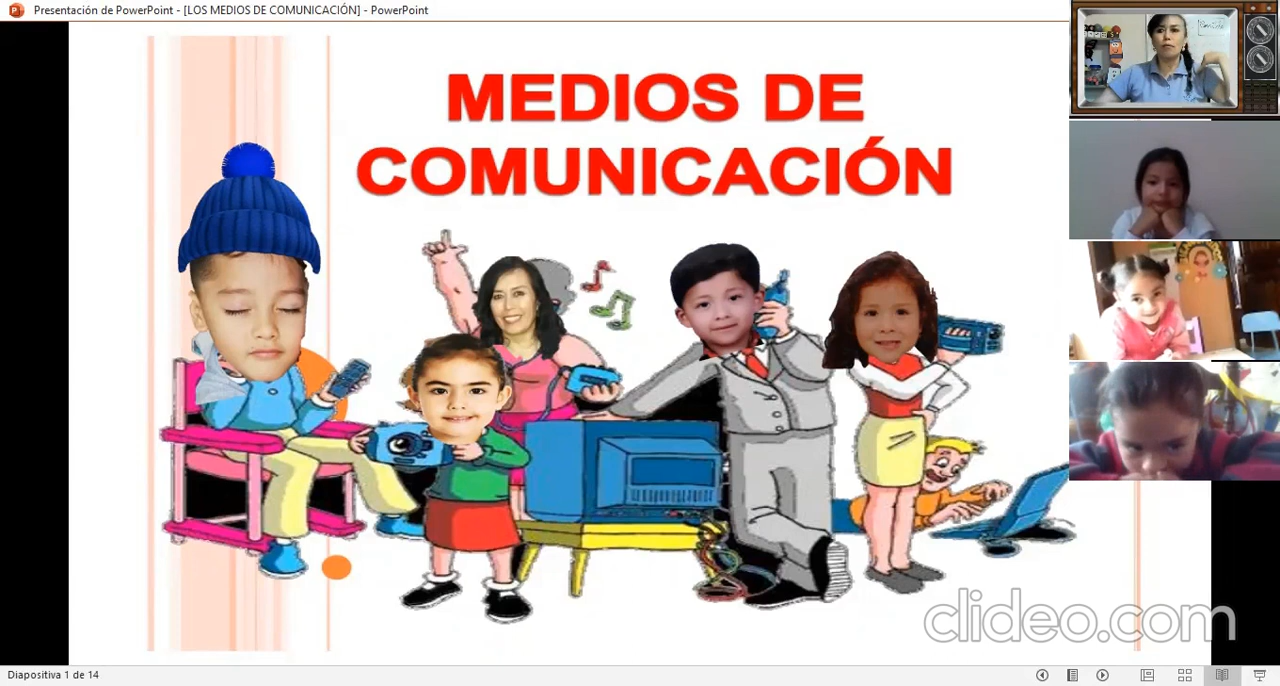 Presentación de PowerPoint - [LOS MEDIOS DE COMUNICACIÓN] - PowerPoint
MEDIOS DE
COMUNICACIÓN
clideo.com
Diapositiva 1 de 14